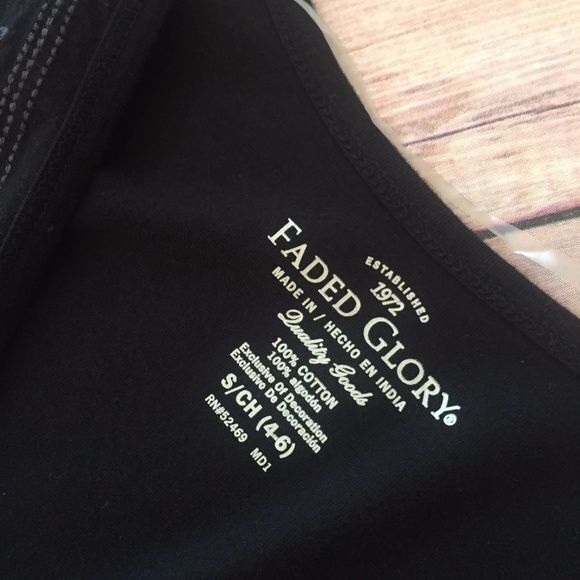 ESTABLISHED
1972
FADED GLORY®
MADE IN / HECHO EN INDIA
Quality Goods
100% COTTON
100% algodón
Exclusive Of Decoration
Exclusivo De Decoración
S/CH (4-6)
RN#52469 MD1